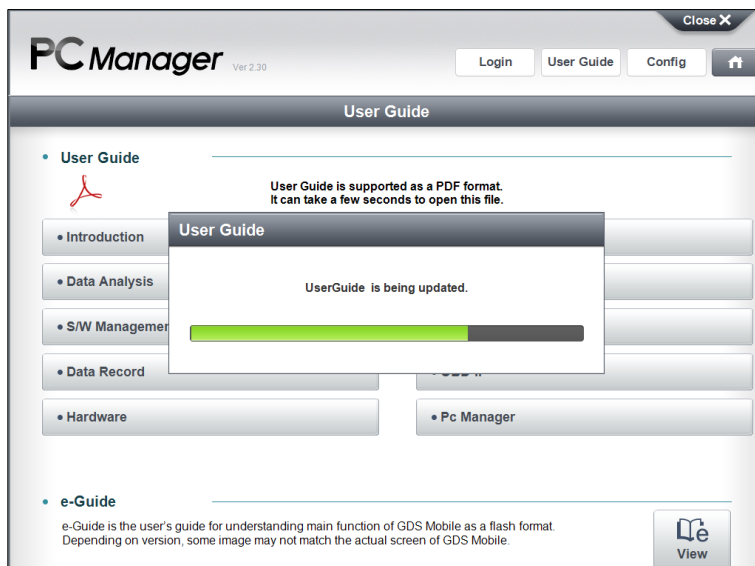 Close X
PC Manager Ver 2.30
Login User Guide Config
User Guide
• User Guide
User Guide is supported as a PDF format.
It can take a few seconds to open this file.
• Introduction
User Guide
• Data Analysis
UserGuide is being updated.
• S/W Managemer
• Data Record
• Hardware
• Pc Manager
• e-Guide
e-Guide is the user's guide for understanding main function of GDS Mobile as a flash format.
Depending on version, some image may not match the actual screen of GDS Mobile.
View